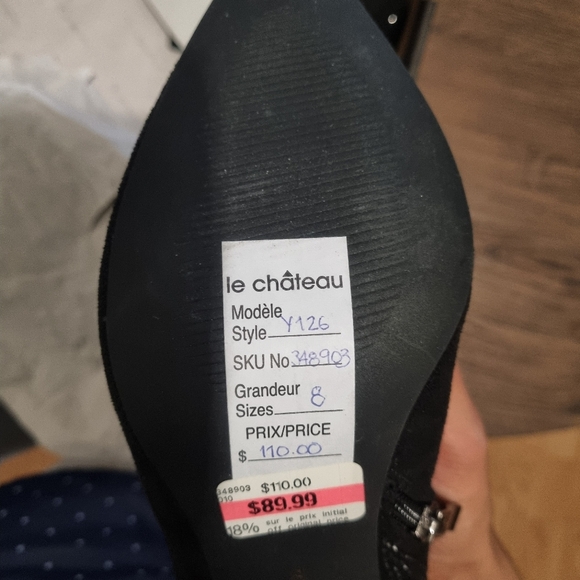 le château
Modèle
Style Y126
SKU No 348903
Grandeur
Sizes 8
PRIX/PRICE
$ 110.00
348903 $110.00
010
$89.99
18% sur le prix initial
off original price